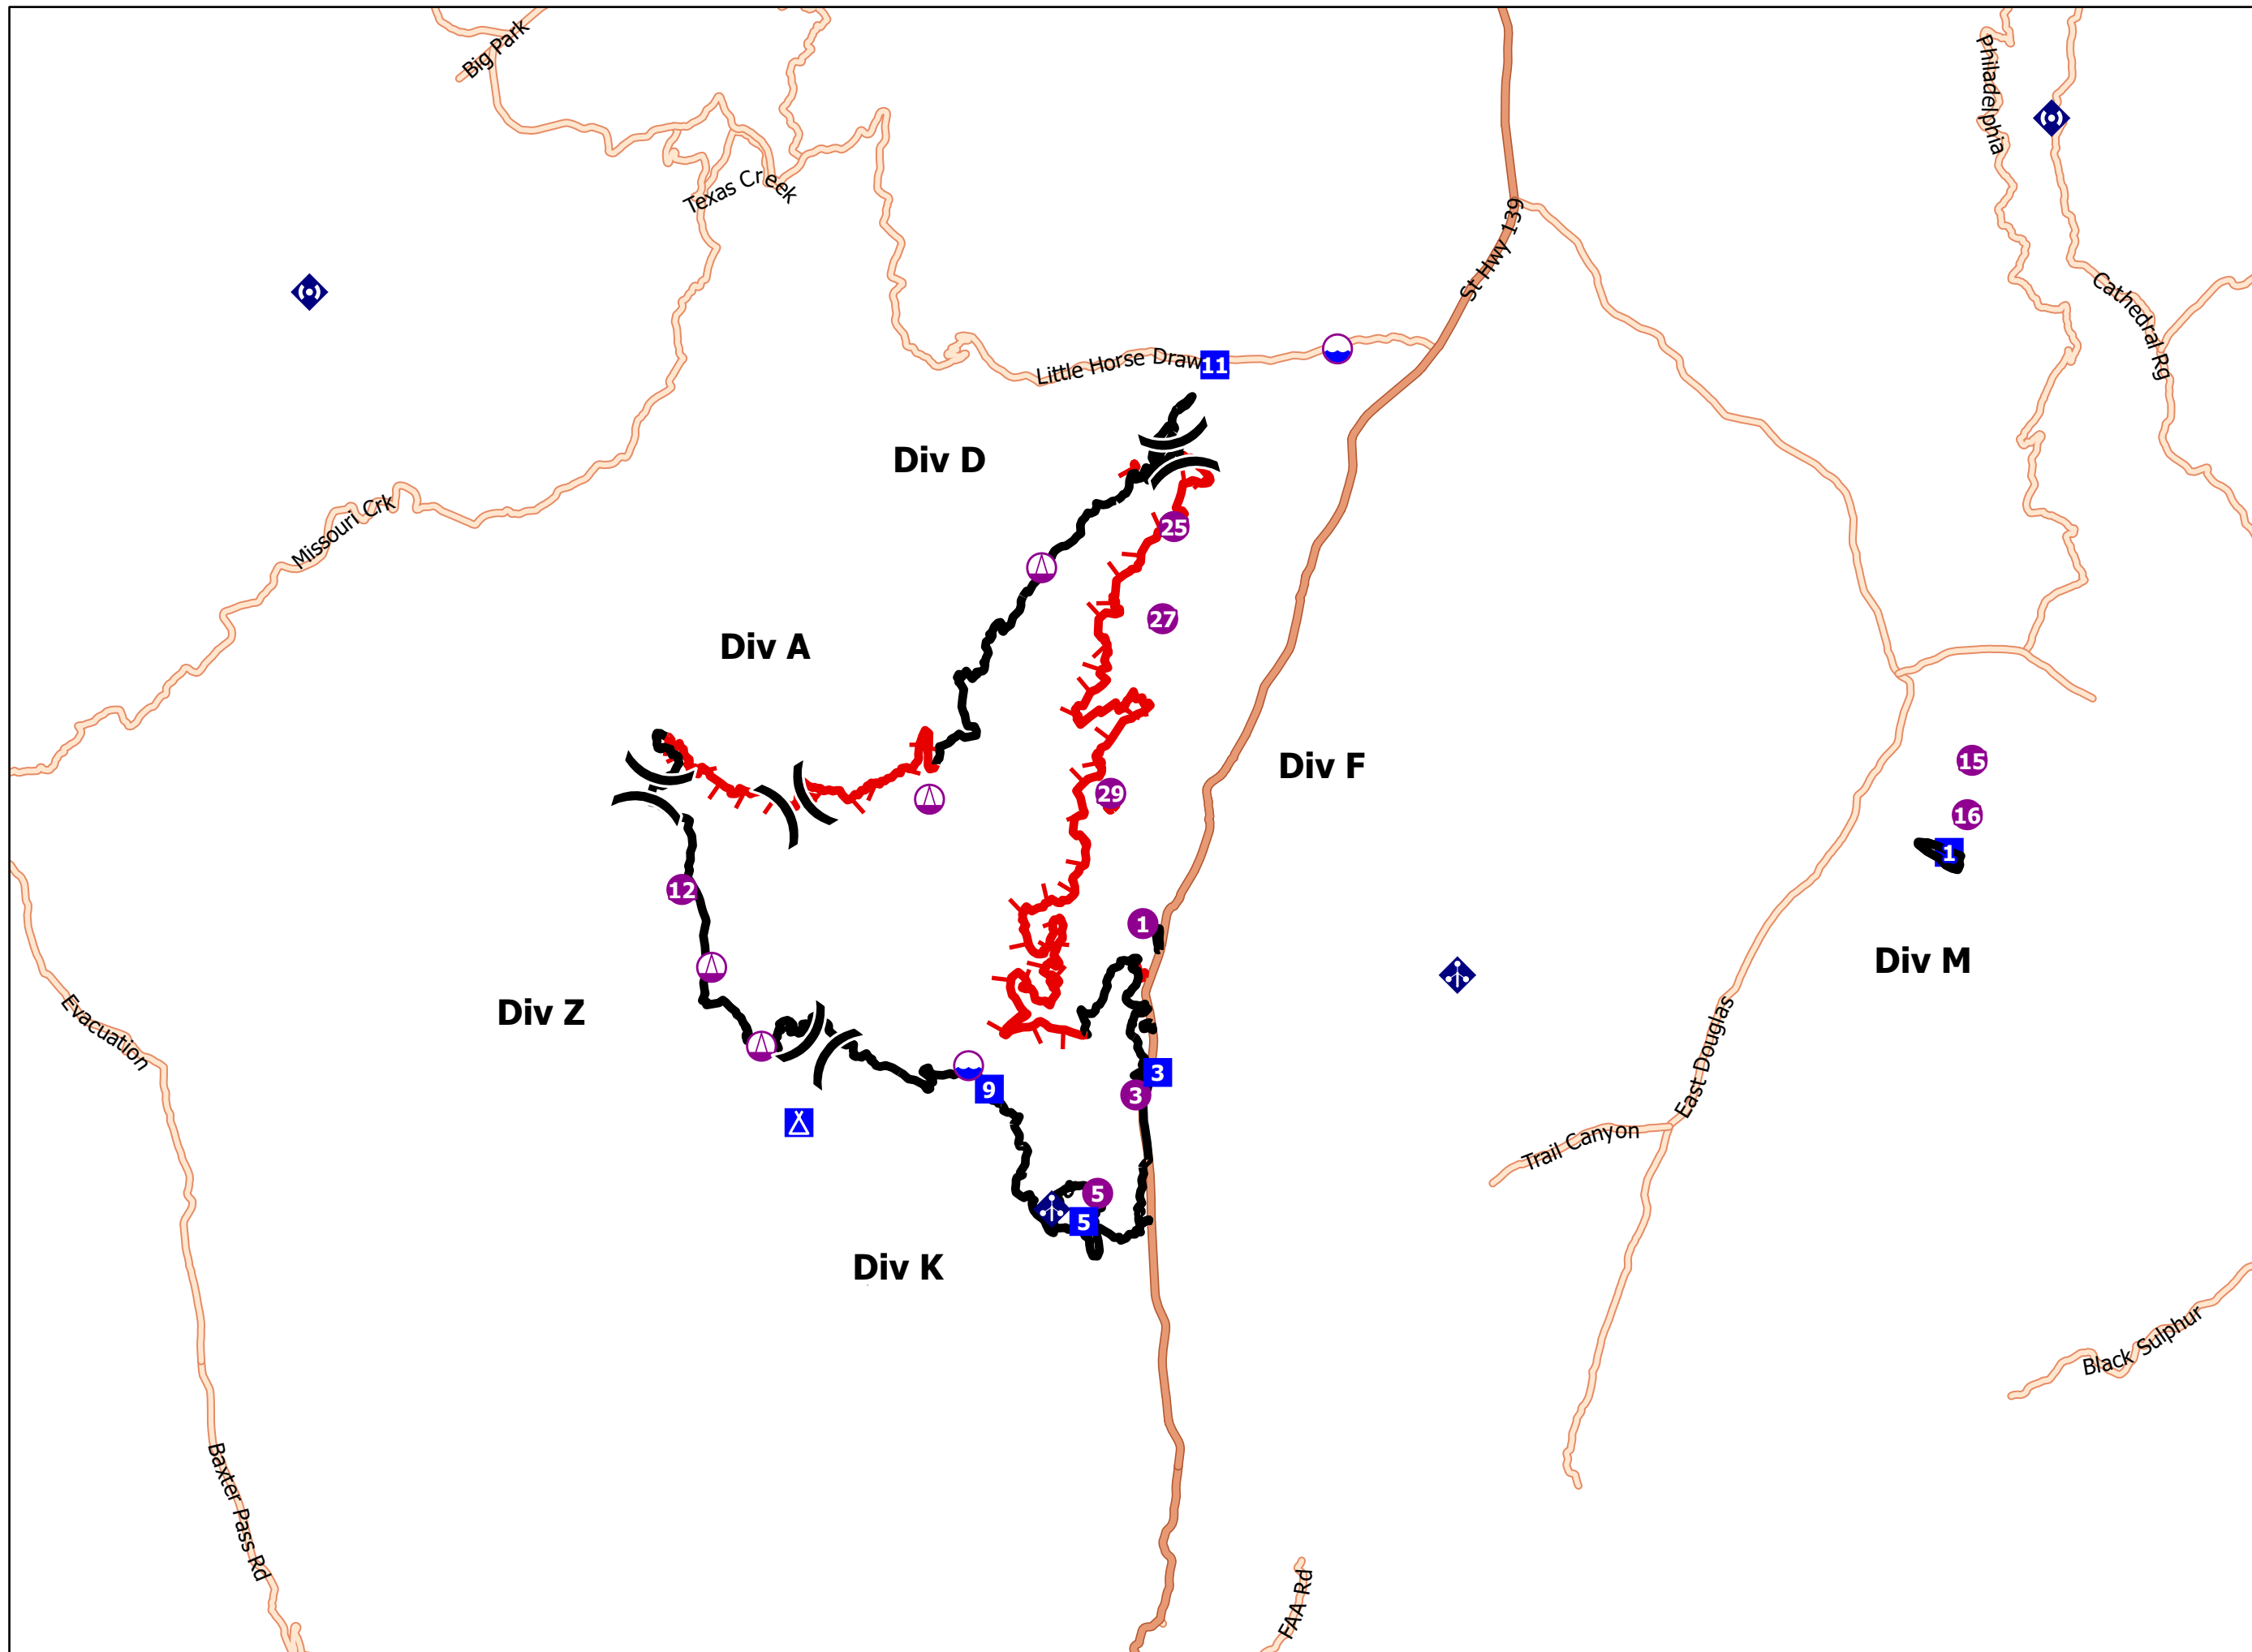 Big Park
Philadelphia
Texas Creek
St Hwy 139
Cathedral Rg
Little Horse Draw
11
Div D
Missouri Crk
25
27
Div A
Div F
15
29
16
1
12
1
Div M
Div Z
Evacuation
3
9
3
East Douglas
Trail Canyon
5
5
Div K
Black Sulphur
Baxter Pass Rd
FAA Rd